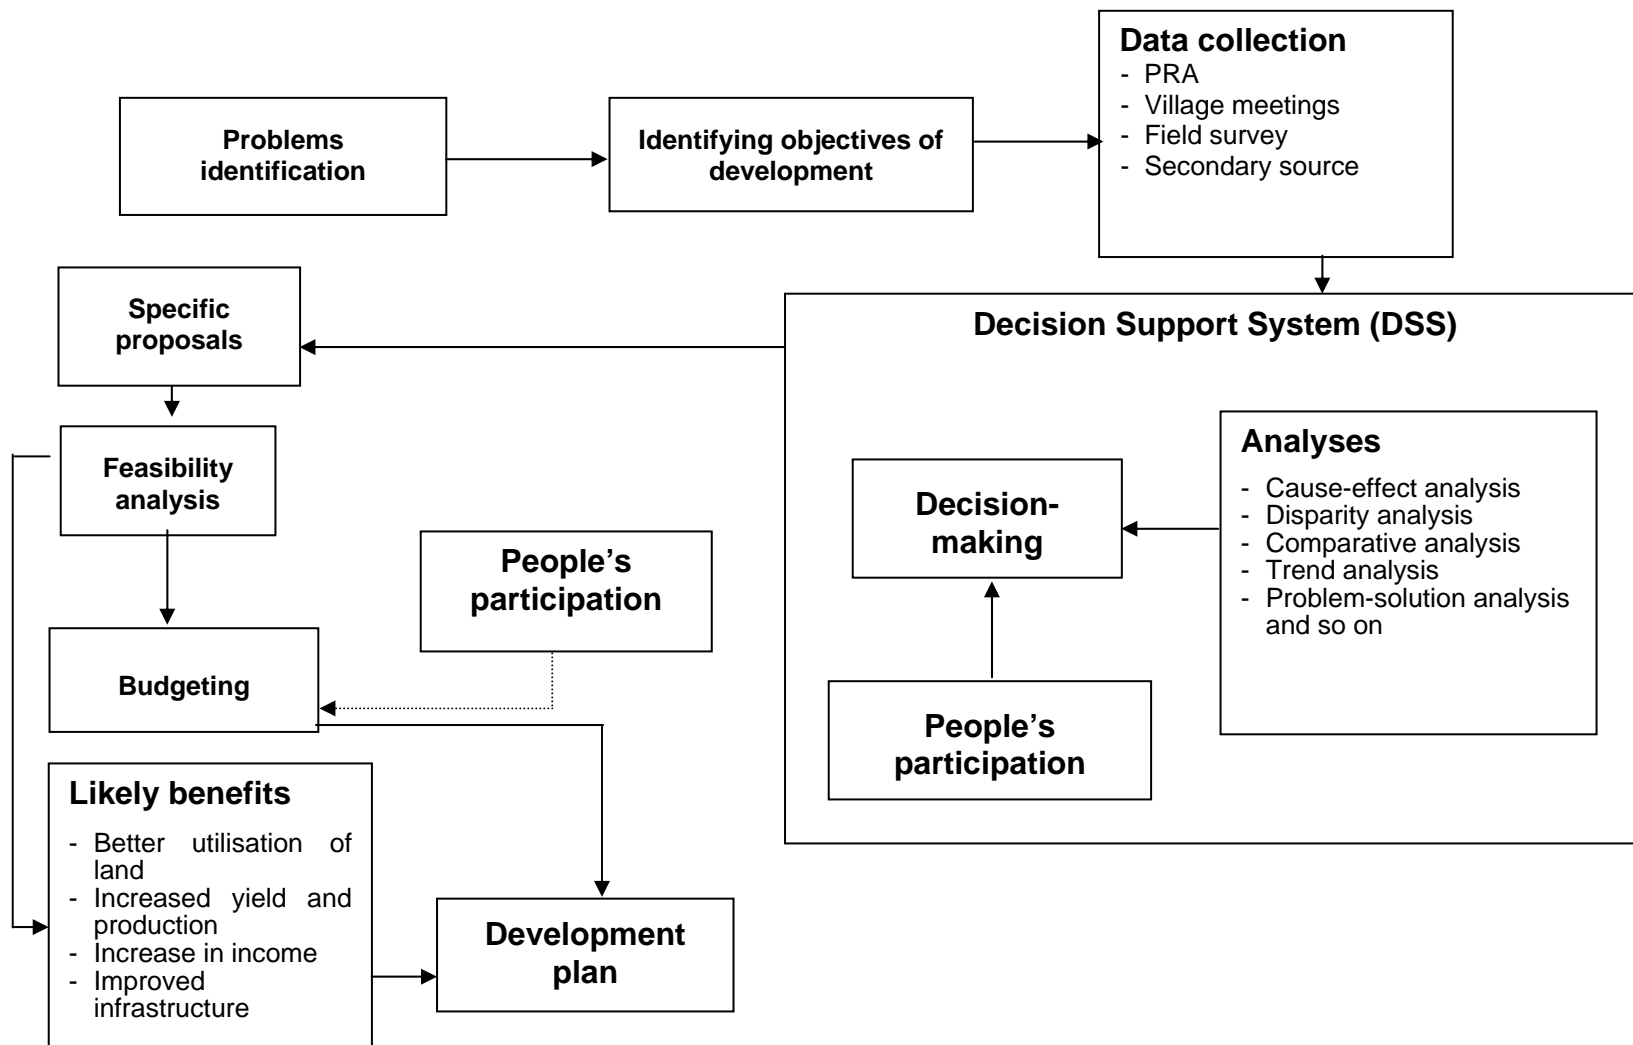 Problems
identification
Identifying objectives of
development
Data collection
- PRA
- Village meetings
- Field survey
- Secondary source
Decision Support System (DSS)
Analyses
- Cause-effect analysis
- Disparity analysis
- Comparative analysis
- Trend analysis
- Problem-solution analysis
and so on
Decision-
making
People’s
participation
Specific
proposals
Feasibility
analysis
People’s
participation
Budgeting
Likely benefits
- Better utilisation of
land
- Increased yield and
production
- Increase in income
- Improved
infrastructure
Development
plan